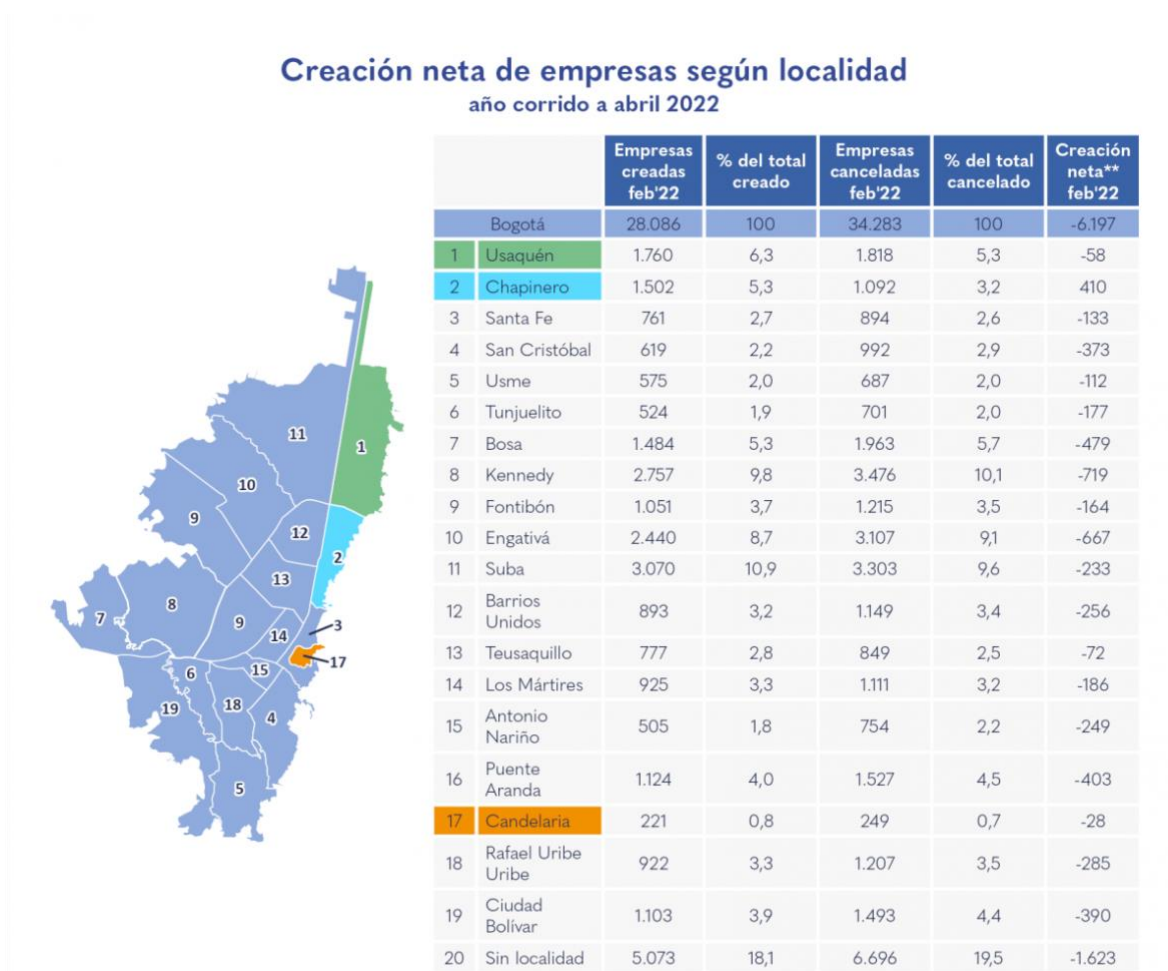 Creación neta de empresas según localidad
año corrido a abril 2022
Empresas creadas feb'22 % del total creado Empresas canceladas feb'22 % del total cancelado Creación neta** feb'22
Bogotá 28.086 100 34.283 100 -6.197
1 Usaquén 1.760 6,3 1.818 5,3 -58
2 Chapinero 1.502 5,3 1.092 3,2 410
3 Santa Fe 761 2,7 894 2,6 -133
4 San Cristóbal 619 2,2 992 2,9 -373
5 Usme 575 2,0 687 2,0 -112
6 Tunjuelito 524 1,9 701 2,0 -177
7 Bosa 1.484 5,3 1.963 5,7 -479
8 Kennedy 2.757 9,8 3.476 10,1 -719
9 Fontibón 1.051 3,7 1.215 3,5 -164
10 Engativá 2.440 8,7 3.107 9,1 -667
11 Suba 3.070 10,9 3.303 9,6 -233
12 Barrios Unidos 893 3,2 1.149 3,4 -256
13 Teusaquillo 777 2,8 849 2,5 -72
14 Los Mártires 925 3,3 1.111 3,2 -186
15 Antonio Nariño 505 1,8 754 2,2 -249
16 Puente Aranda 1.124 4,0 1.527 4,5 -403
17 Candelaria 221 0,8 249 0,7 -28
18 Rafael Uribe Uribe 922 3,3 1.207 3,5 -285
19 Ciudad Bolívar 1.103 3,9 1.493 4,4 -390
20 Sin localidad 5.073 18,1 6.696 19,5 -1.623
11
1
10
9
12
2
13
8
7
9
14
3
17
6
15
19
18
4
5